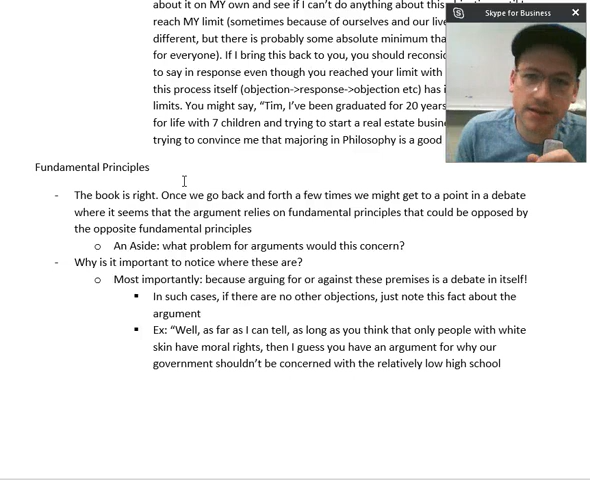 about it on MY own and see if I can't do anything about this
Skype for Business
reach MY limit (sometimes because of ourselves and our live
different, but there is probably some absolute minimum tha
for everyone). If I bring this back to you, you should reconsid
to say in response even though you reached your limit with
this process itself (objection->response->objection etc) has i
limits. You might say, "Tim, I've been graduated for 20 years
for life with 7 children and trying to start a real estate busin
trying to convince me that majoring in Philosophy is a good
Fundamental Principles
- The book is right. Once we go back and forth a few times we might get to a point in a debate
where it seems that the argument relies on fundamental principles that could be opposed by
the opposite fundamental principles
o An Aside: what problem for arguments would this concern?
- Why is it important to notice where these are?
o Most importantly: because arguing for or against these premises is a debate in itself!
▪ In such cases, if there are no other objections, just note this fact about the
argument
▪ Ex: "Well, as far as I can tell, as long as you think that only people with white
skin have moral rights, then I guess you have an argument for why our
government shouldn't be concerned with the relatively low high school